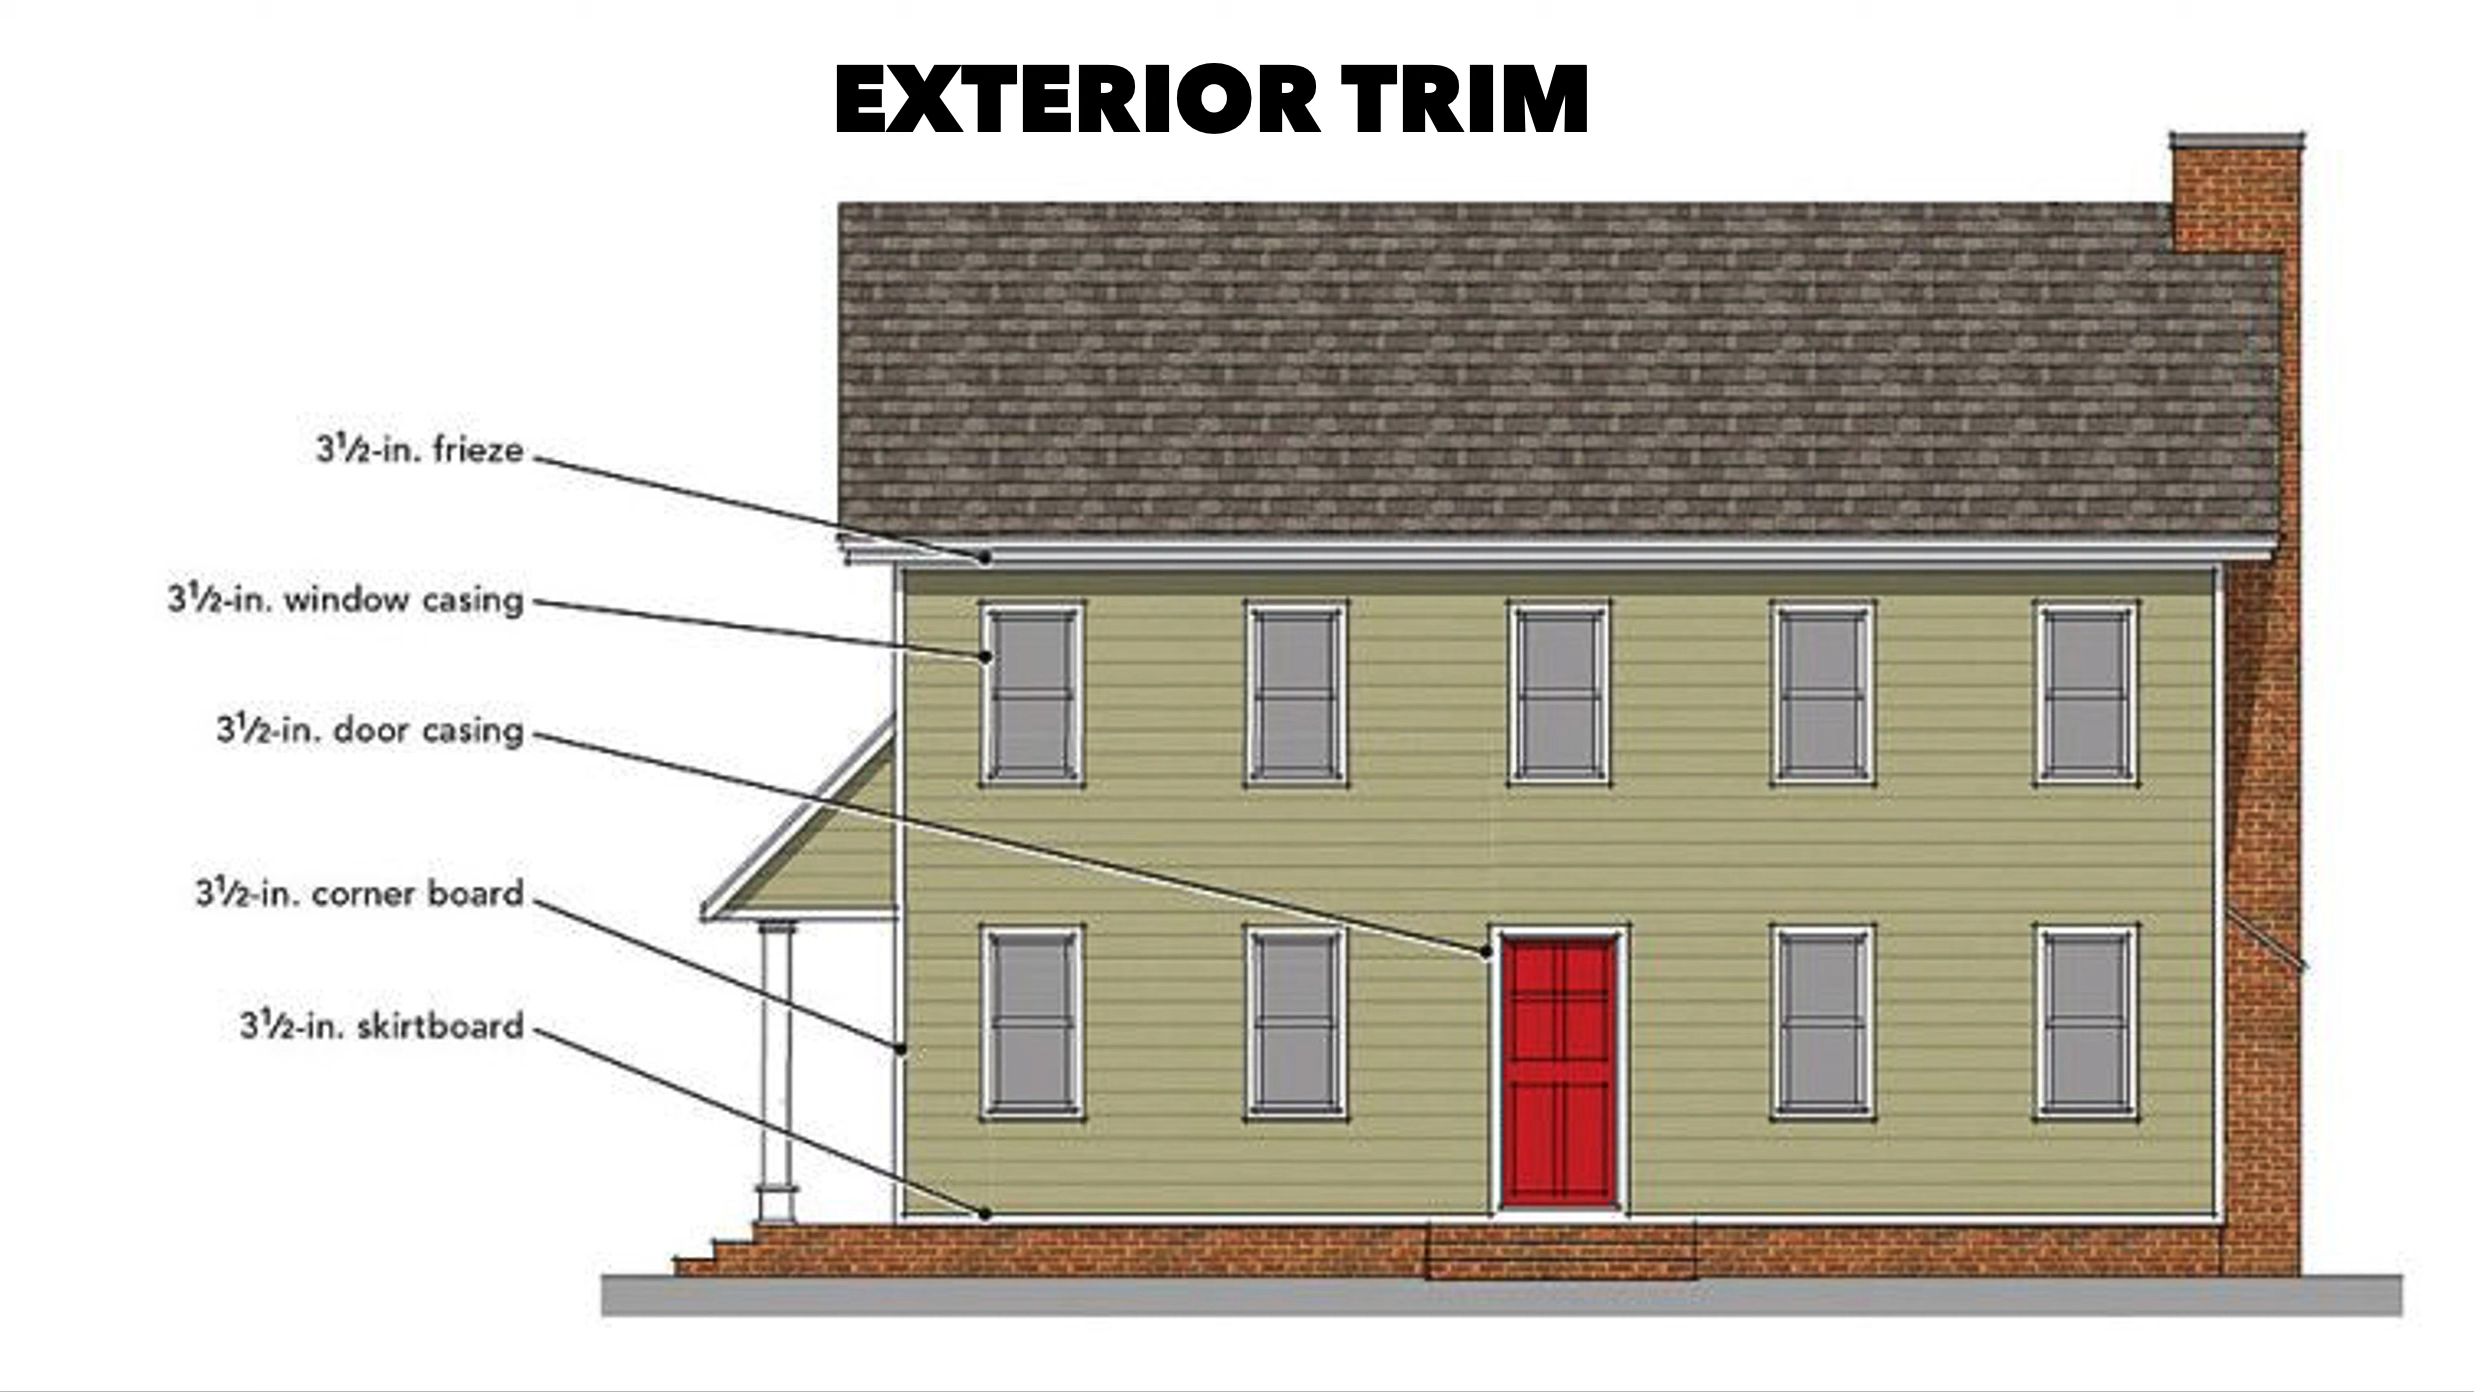 EXTERIOR TRIM
3½-in. frieze
3½-in. window casing
3½-in. door casing
3½-in. corner board
3½-in. skirtboard